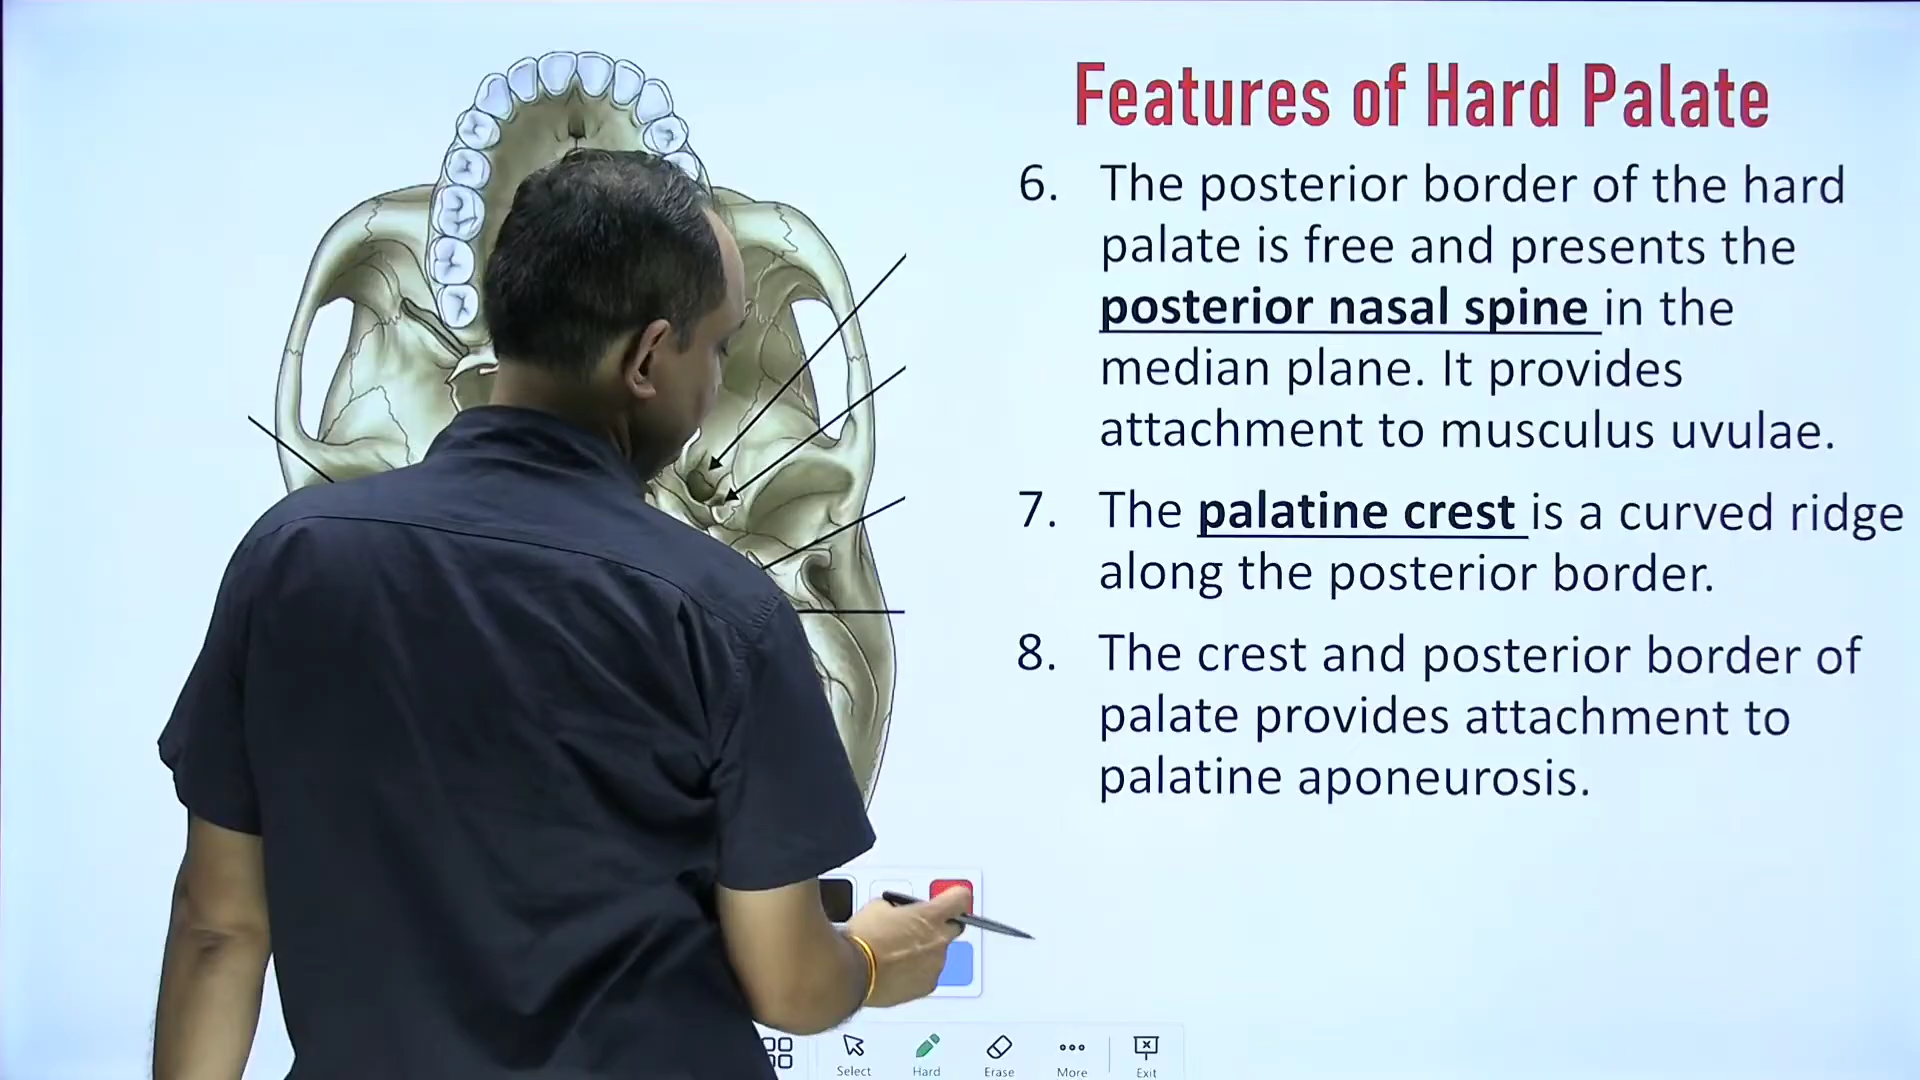 Features of Hard Palate
6. The posterior border of the hard
palate is free and presents the
posterior nasal spine in the
median plane. It provides
attachment to musculus uvulae.
7. The palatine crest is a curved ridge
along the posterior border.
8. The crest and posterior border of
palate provides attachment to
palatine aponeurosis.
Select Hard Erase More Exit